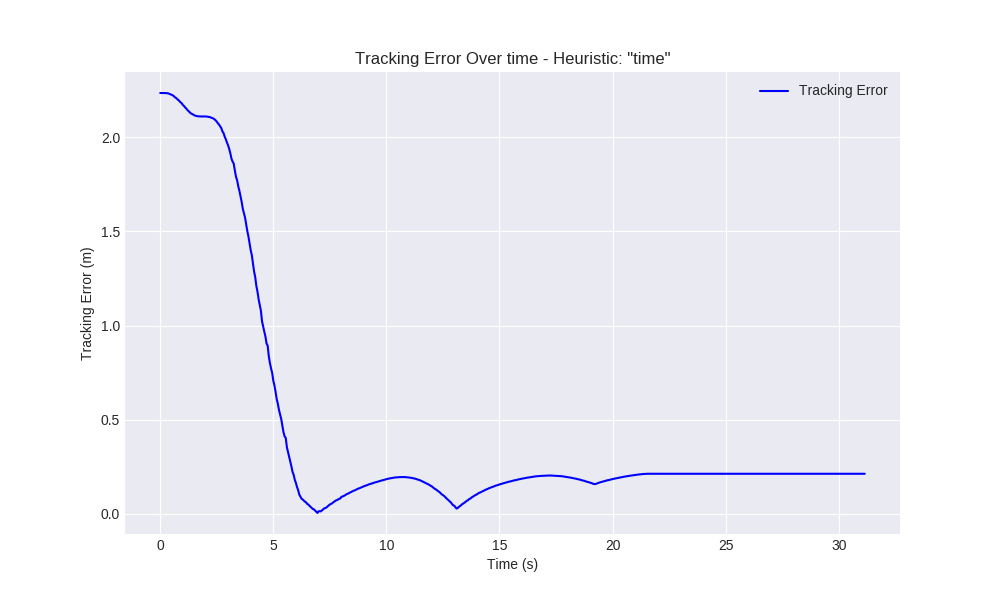 Tracking Error Over time - Heuristic: "time"
Tracking Error
Tracking Error (m)
2.0
1.5
1.0
0.5
0.0
0 5 10 15 20 25 30
Time (s)